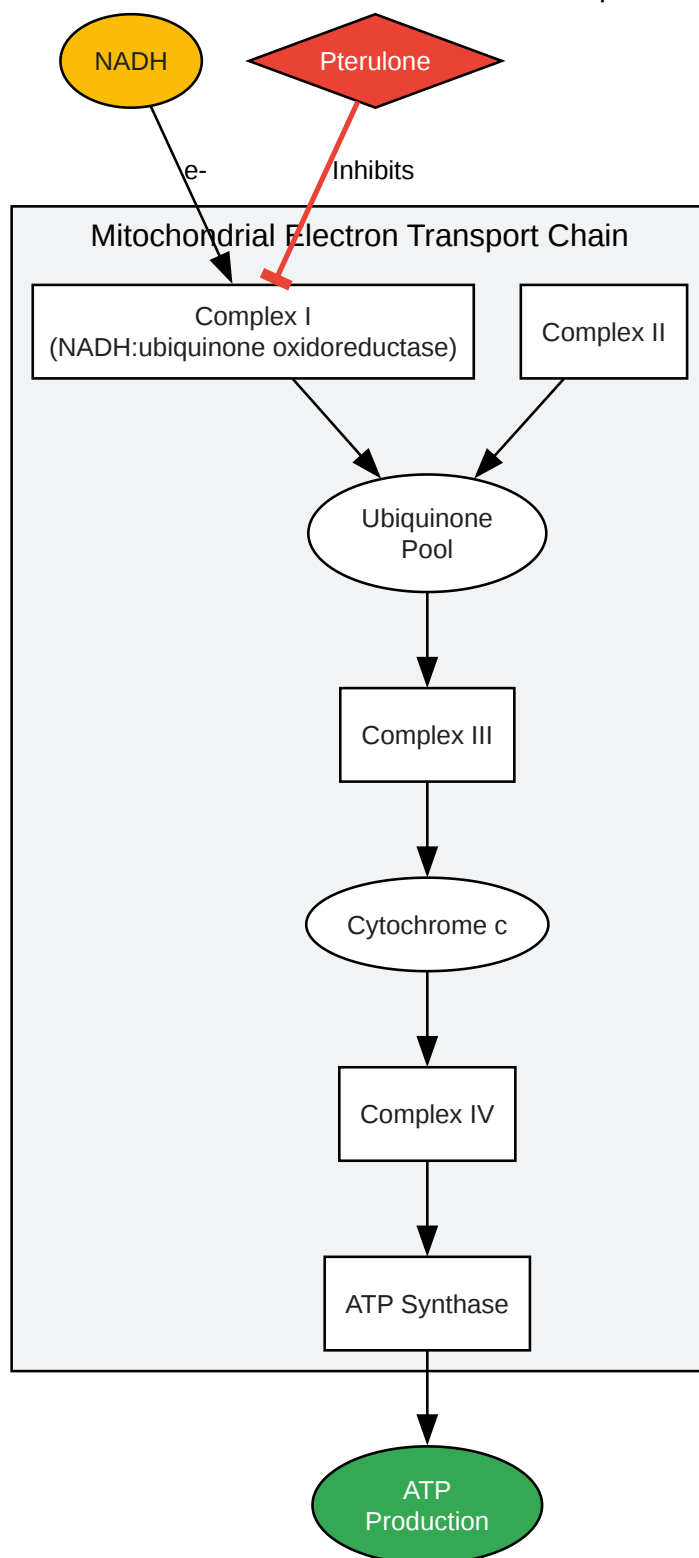 NADH
Pterulone
e-
Inhibits
Mitochondrial Electron Transport Chain
Complex I
(NADH:ubiquinone oxidoreductase)
Complex II
Ubiquinone
Pool
Complex III
Cytochrome c
Complex IV
ATP Synthase
ATP
Production